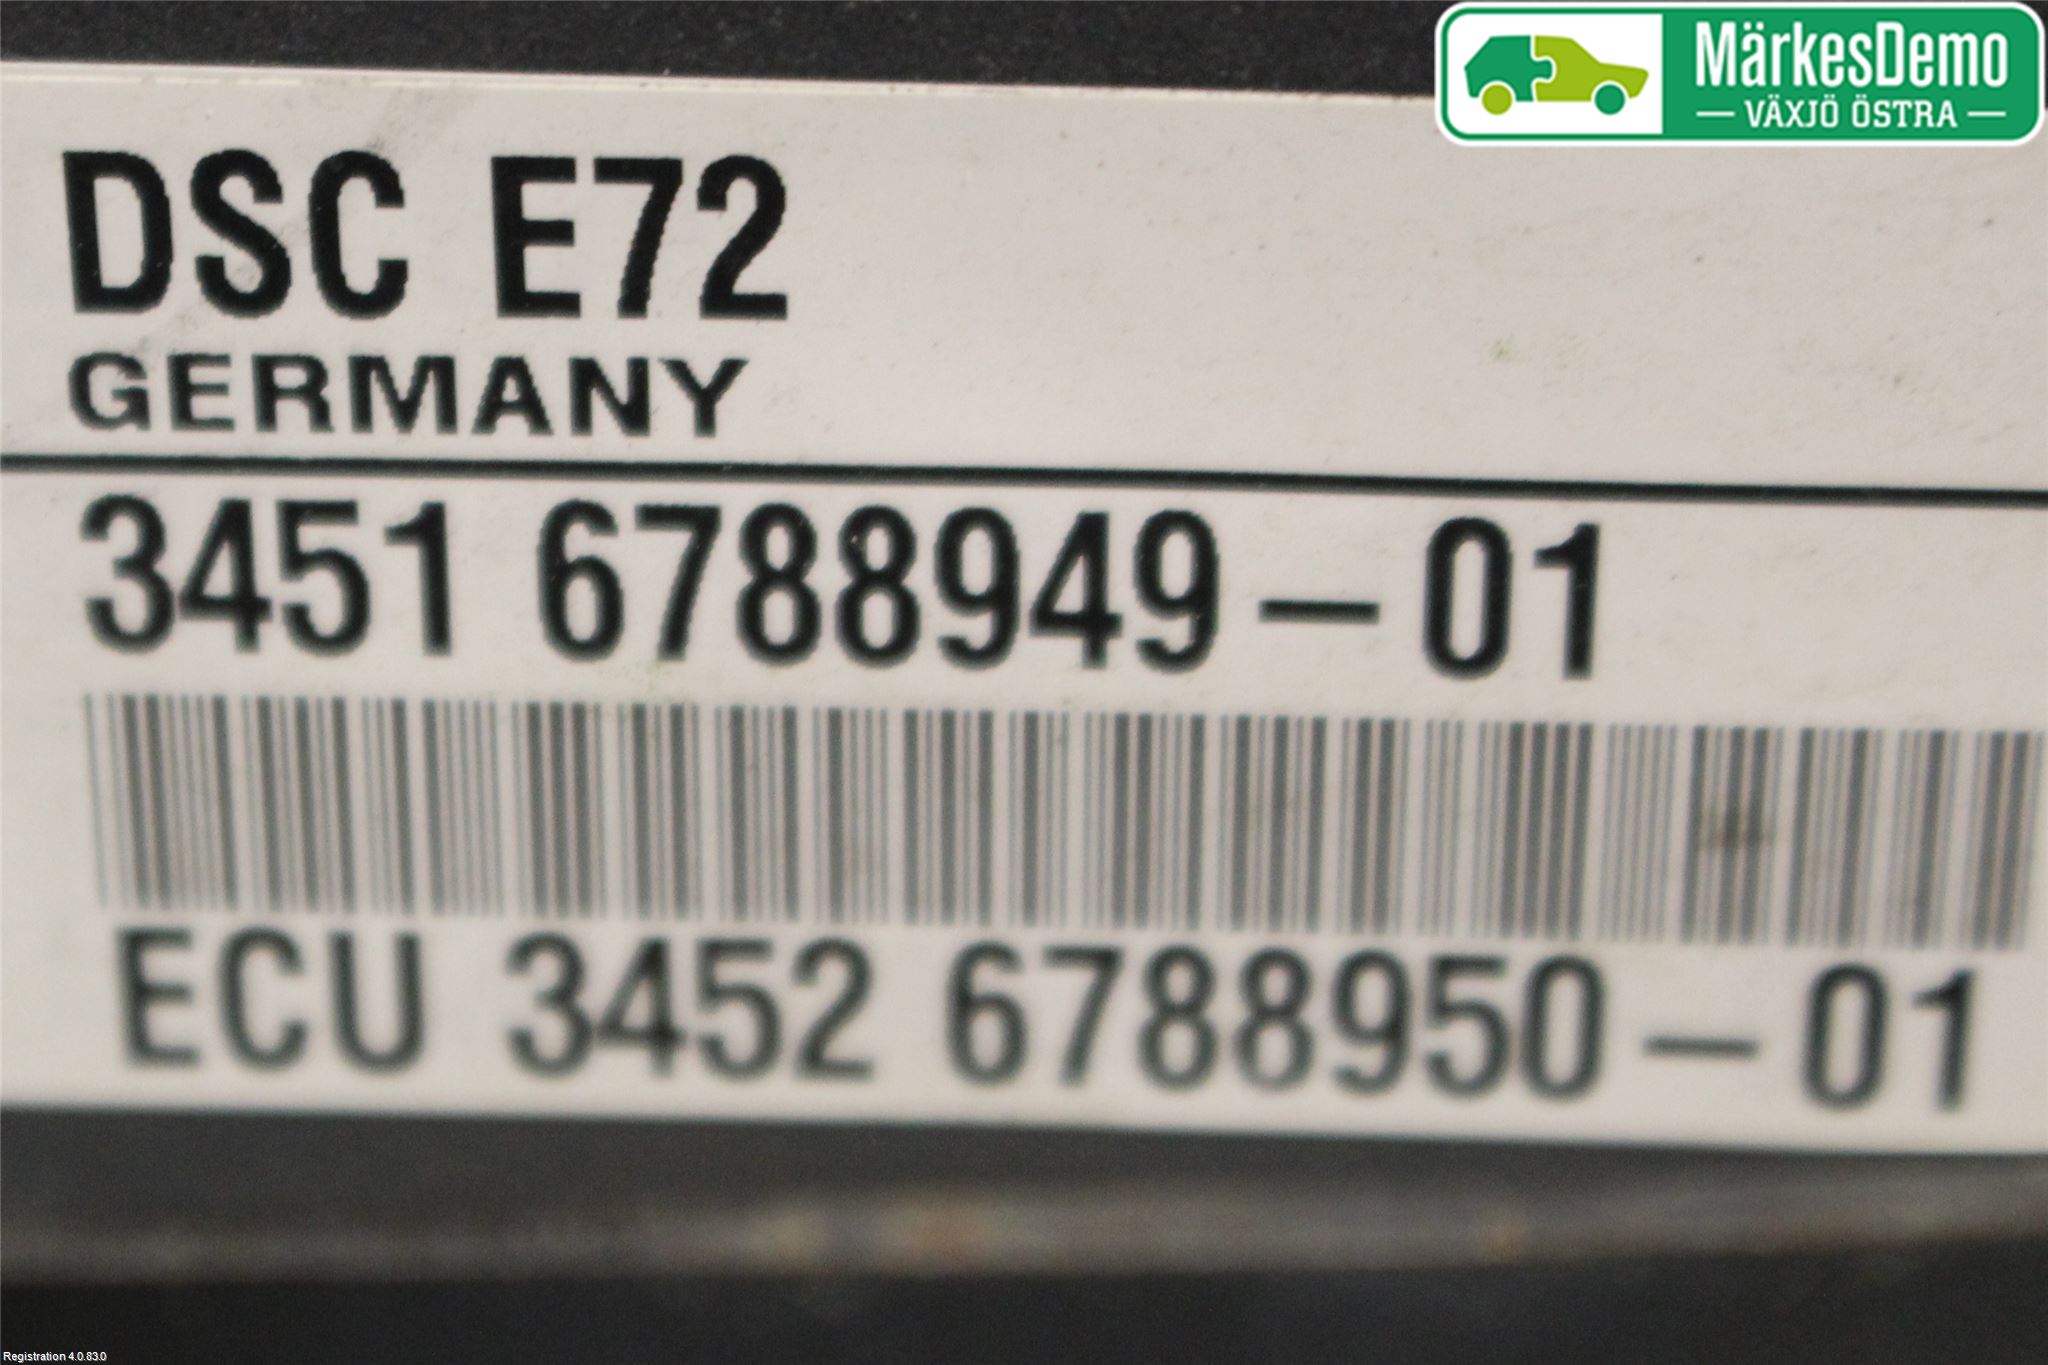 MärkesDemo
— VÄXJÖ ÖSTRA —
DSC E72
GERMANY
3451 6788949-01
ECU 3452 6788950-01
Registration 4.0.83.0